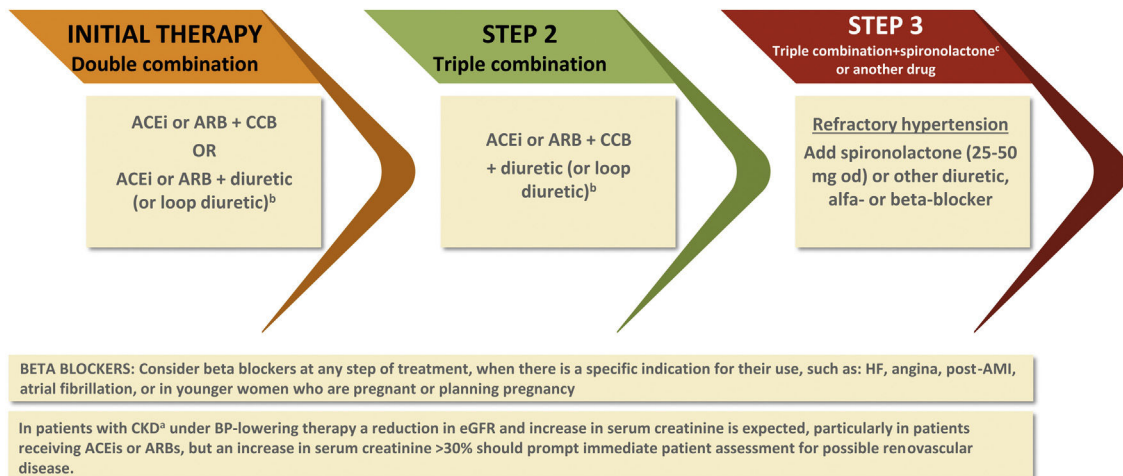 INITIAL THERAPY
Double combination
ACEi or ARB + CCB
OR
ACEi or ARB + diuretic
(or loop diuretic)ᵇ
STEP 2
Triple combination
ACEi or ARB + CCB
+ diuretic (or loop
diuretic)ᵇ
STEP 3
Triple combination+spironolactoneᶜ
or another drug
Refractory hypertension
Add spironolactone (25-50
mg od) or other diuretic,
alfa- or beta-blocker
BETA BLOCKERS: Consider beta blockers at any step of treatment, when there is a specific indication for their use, such as: HF, angina, post-AMI,
atrial fibrillation, or in younger women who are pregnant or planning pregnancy
In patients with CKDᵃ under BP-lowering therapy a reduction in eGFR and increase in serum creatinine is expected, particularly in patients
receiving ACEis or ARBs, but an increase in serum creatinine >30% should prompt immediate patient assessment for possible renovascular
disease.